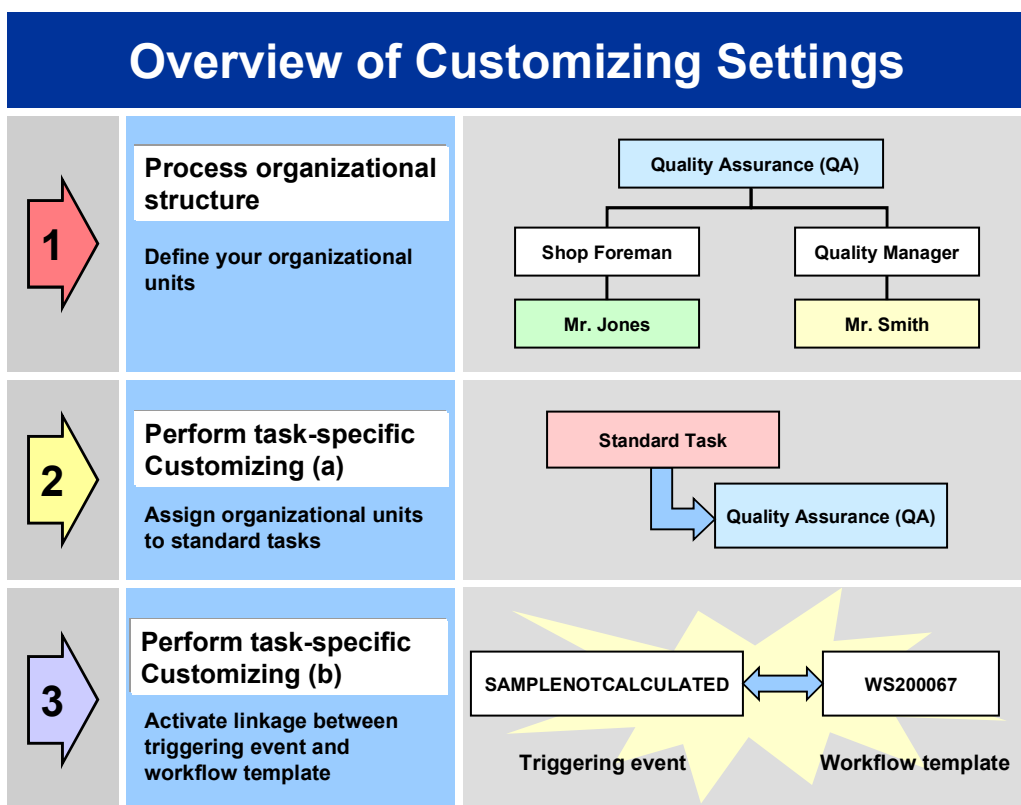 Overview of Customizing Settings
1
Process organizational
structure
Define your organizational
units
Quality Assurance (QA)
Shop Foreman
Quality Manager
Mr. Jones
Mr. Smith
2
Perform task-specific
Customizing (a)
Assign organizational units
to standard tasks
Standard Task
Quality Assurance (QA)
3
Perform task-specific
Customizing (b)
Activate linkage between
triggering event and
workflow template
SAMPLENOTCALCULATED
WS200067
Triggering event
Workflow template